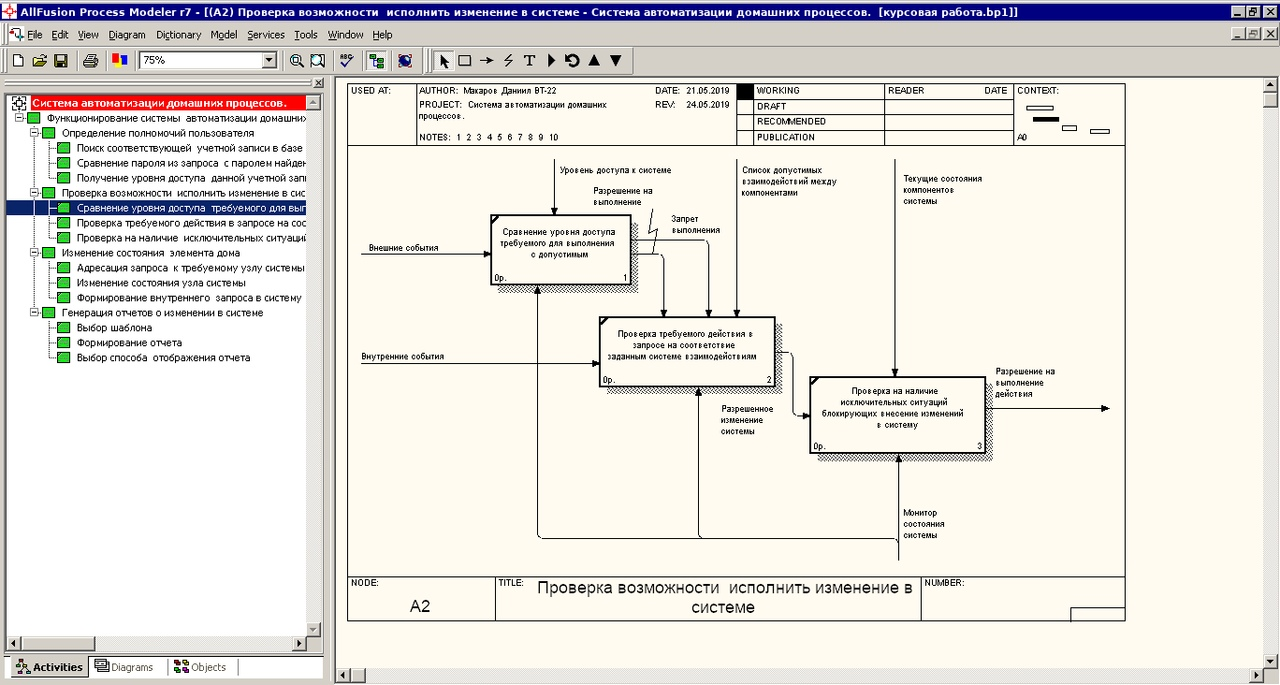 AllFusion Process Modeler r7 - [(A2) Проверка возможности исполнить изменение в системе - Система автоматизации домашних процессов. [курсовая работа.bp1]]
File Edit View Diagram Dictionary Model Services Tools Window Help
75%
ABC
Система автоматизации домашних процессов.
Функционирование системы автоматизации домашних
Определение полномочий пользователя
Поиск соответствующей учетной записи в базе
Сравнение пароля из запроса с паролем найден
Получение уровня доступа данной учетной запи
Проверка возможности исполнить изменение в сис
Сравнение уровня доступа требуемого для вып
Проверка требуемого действия в запросе на соо
Проверка на наличие исключительных ситуаций
Изменение состояния элемента дома
Адресация запроса к требуемому узлу системы
Изменение состояния узла системы
Формирование внутреннего запроса в систему
Генерация отчетов о изменении в системе
Выбор шаблона
Формирование отчета
Выбор способа отображения отчета
Activities Diagrams Objects
USED AT:
AUTHOR: Макаров Даниил ВТ-22
DATE: 21.05.2019
PROJECT: Система автоматизации домашних
процессов.
REV: 24.05.2019
NOTES: 1 2 3 4 5 6 7 8 9 10
WORKING
DRAFT
RECOMMENDED
PUBLICATION
READER DATE
CONTEXT:
A0
Уровень доступа к системе
Разрешение на
выполнение
Запрет
выполнения
Список допустимых
взаимодействий между
компонентами
Текущие состояния
компонентов
системы
Внешние события
Сравнение уровня доступа
требуемого для выполнения
с допустимым
0р. 1
Внутренние события
Проверка требуемого действия в
запросе на соответствие
заданным системе взаимодействиям
0р. 2
Разрешенное
изменение
системы
Проверка на наличие
исключительных ситуаций
блокирующих внесение изменений
в систему
0р. 3
Разрешение на
выполнение
действия
Монитор
состояния
системы
NODE:
A2
TITLE:
Проверка возможности исполнить изменение в
системе
NUMBER: